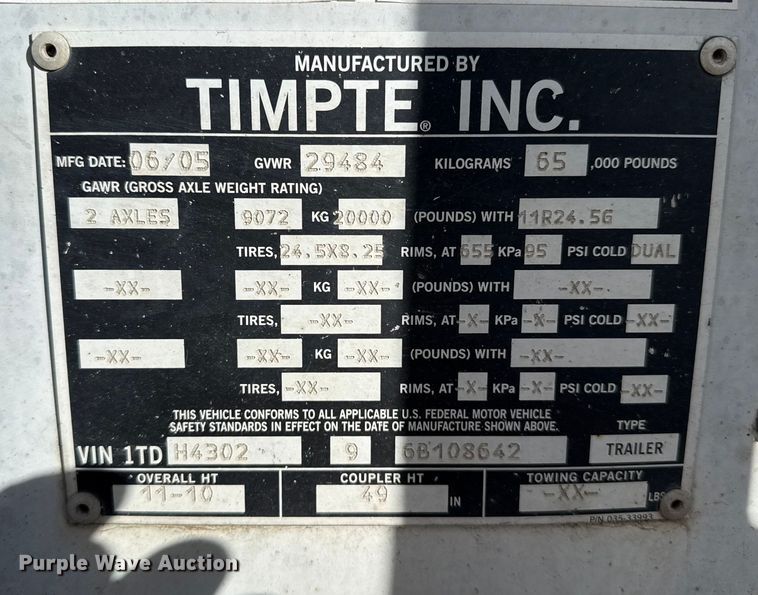 MANUFACTURED BY
TIMPTE® INC.
MFG DATE: 06/05 GVWR 29484 KILOGRAMS 65 ,000 POUNDS
GAWR (GROSS AXLE WEIGHT RATING)
2 AXLES 9072 KG 20000 (POUNDS) WITH 11R24.5G
TIRES, 24.5X8.25 RIMS, AT 655 KPa 95 PSI COLD DUAL
-XX- -XX- KG -XX- (POUNDS) WITH -XX-
TIRES, -XX- RIMS, AT -X- KPa -X- PSI COLD -XX-
-XX- -XX- KG -XX- (POUNDS) WITH -XX-
TIRES, -XX- RIMS, AT -X- KPa -X- PSI COLD -XX-
THIS VEHICLE CONFORMS TO ALL APPLICABLE U.S. FEDERAL MOTOR VEHICLE
SAFETY STANDARDS IN EFFECT ON THE DATE OF MANUFACTURE SHOWN ABOVE.
TYPE
VIN 1TD H4302 9 6B108642 TRAILER
OVERALL HT COUPLER HT TOWING CAPACITY
11-10 49 IN -XX- LBS
P/N 035-33993
Purple Wave Auction